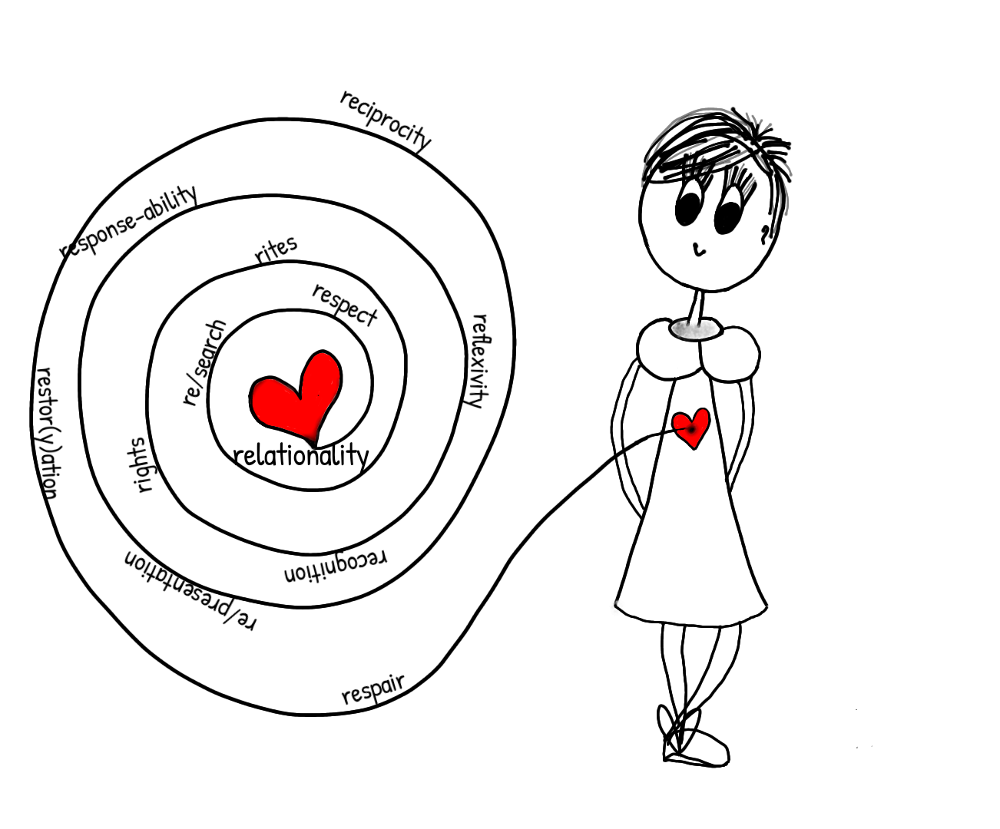 reciprocity
response-ability
rites
respect
re/search
reflexivity
relationality
restor(y)ation
rights
recognition
re/presentation
respair